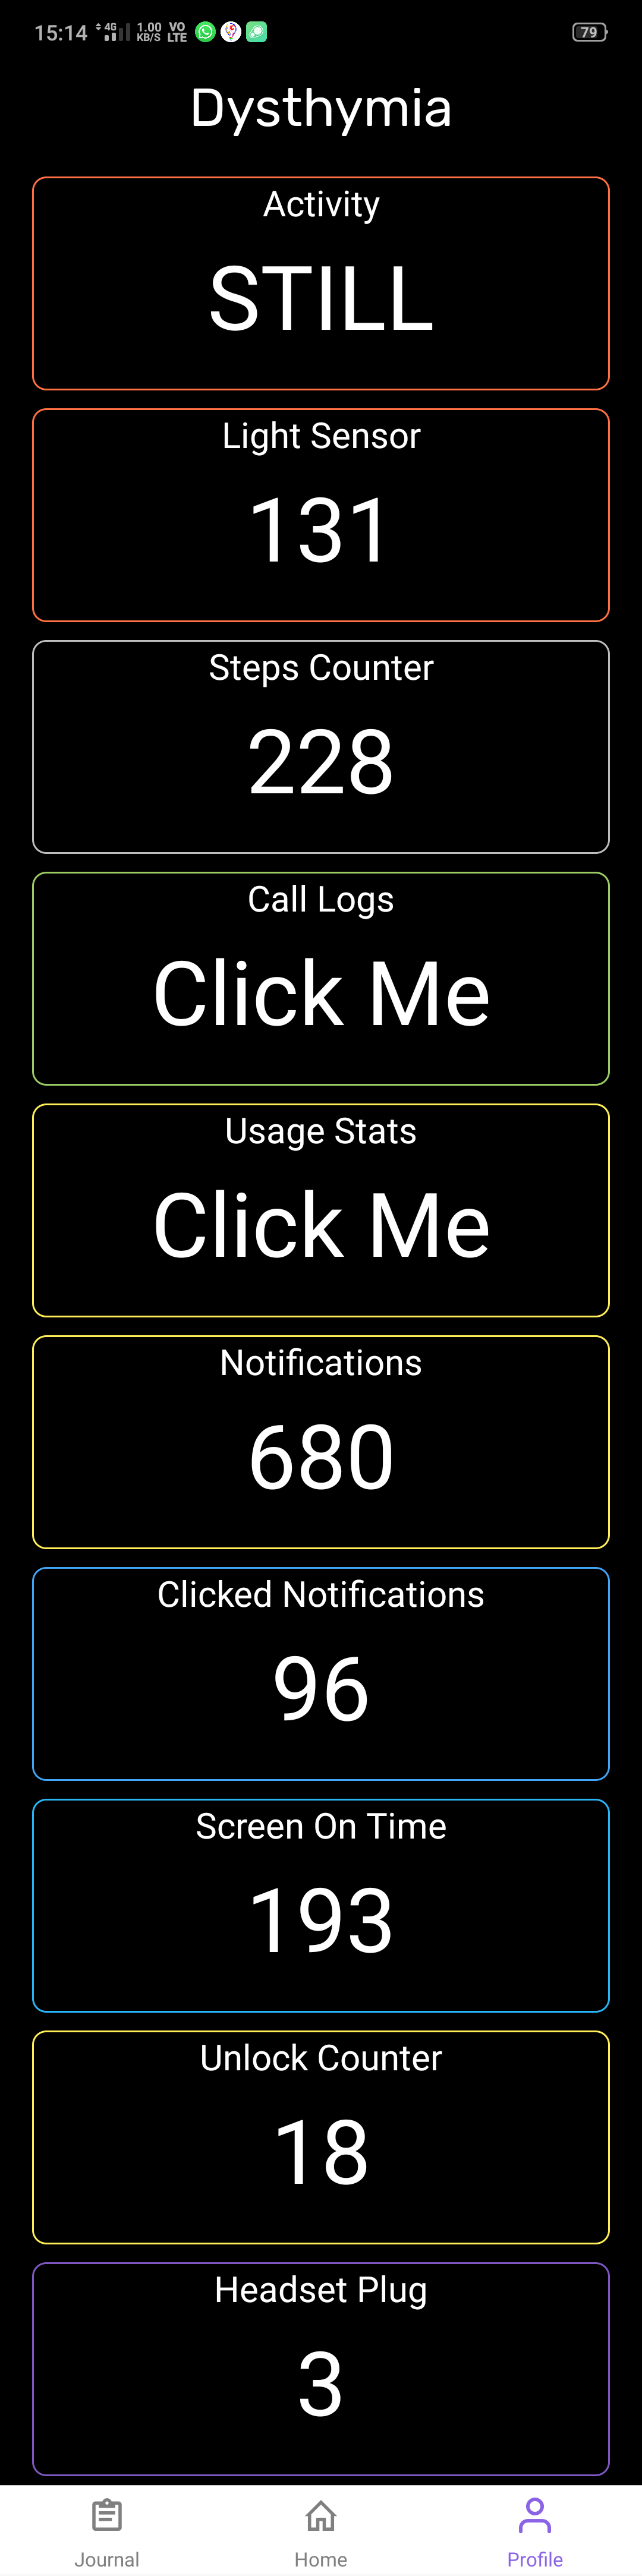 15:14 4G 1.00 KB/S VO LTE 79
Dysthymia
Activity
STILL
Light Sensor
131
Steps Counter
228
Call Logs
Click Me
Usage Stats
Click Me
Notifications
680
Clicked Notifications
96
Screen On Time
193
Unlock Counter
18
Headset Plug
3
Journal Home Profile